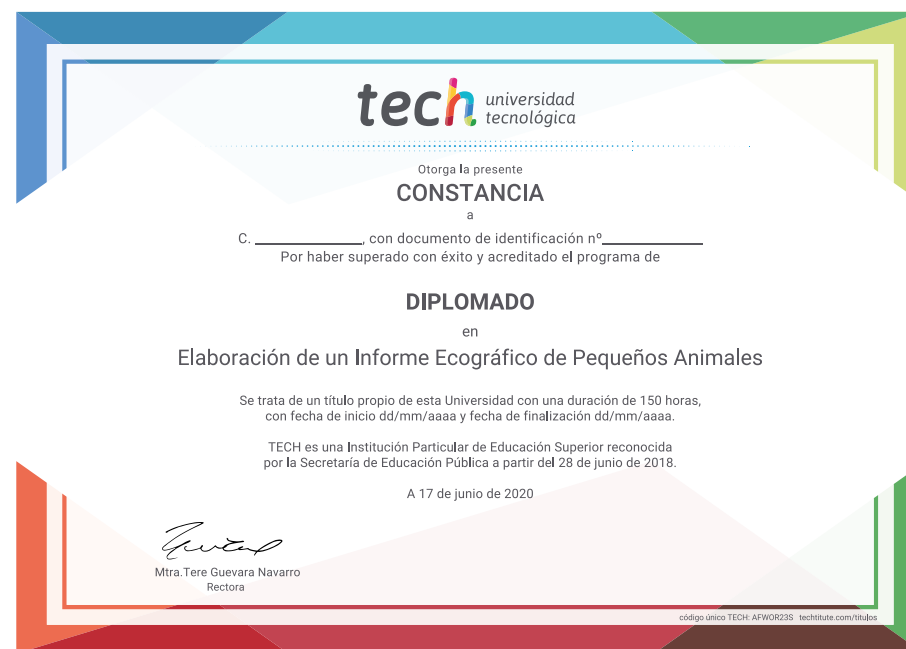 tech universidad
tecnológica
Otorga la presente
CONSTANCIA
a
C. ______________, con documento de identificación nº_____________
Por haber superado con éxito y acreditado el programa de
DIPLOMADO
en
Elaboración de un Informe Ecográfico de Pequeños Animales
Se trata de un título propio de esta Universidad con una duración de 150 horas,
con fecha de inicio dd/mm/aaaa y fecha de finalización dd/mm/aaaa.
TECH es una Institución Particular de Educación Superior reconocida
por la Secretaría de Educación Pública a partir del 28 de junio de 2018.
A 17 de junio de 2020
Mtra.Tere Guevara Navarro
Rectora
código único TECH: AFWOR23S techtitute.com/titulos